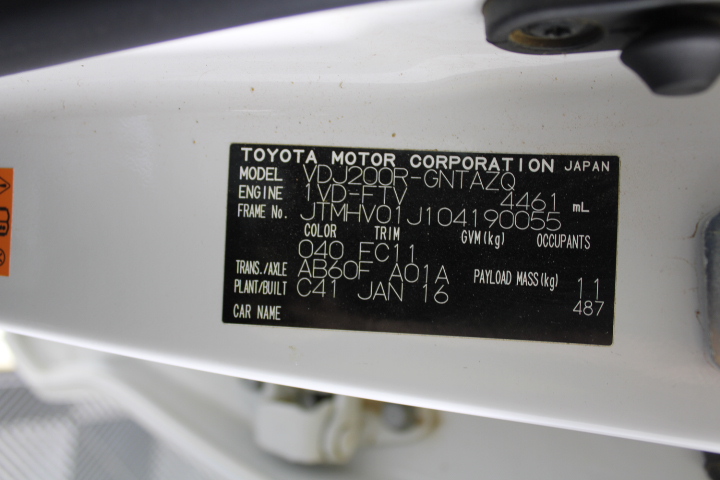 TOYOTA MOTOR CORPORATION JAPAN
MODEL VDJ200R-GNTAZQ
ENGINE 1VD-FTV 4461 mL
FRAME No. JTMHV01J104190055
COLOR TRIM GVM(kg) OCCUPANTS
040 FC11
TRANS./AXLE AB60F A01A PAYLOAD MASS(kg) 11
PLANT/BUILT C41 JAN 16 487
CAR NAME